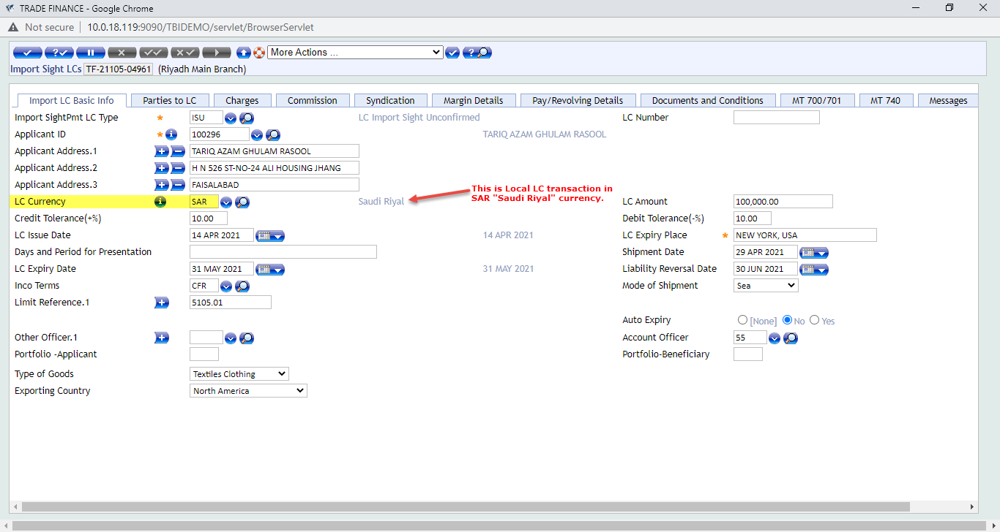 TRADE FINANCE - Google Chrome
Not secure 10.0.18.119:9090/TBIDEMO/servlet/BrowserServlet
More Actions ...
Import Sight LCs TF-21105-04961 (Riyadh Main Branch)
Import LC Basic Info Parties to LC Charges Commission Syndication Margin Details Pay/Revolving Details Documents and Conditions MT 700/701 MT 740 Messages
Import SightPmt LC Type * ISU LC Import Sight Unconfirmed LC Number
Applicant ID * 100296 TARIQ AZAM GHULAM RASOOL
Applicant Address.1 TARIQ AZAM GHULAM RASOOL
Applicant Address.2 H N 526 ST-NO-24 ALI HOUSING JHANG
Applicant Address.3 FAISALABAD
This is Local LC transaction in
SAR "Saudi Riyal" currency.
LC Currency SAR Saudi Riyal LC Amount 100,000.00
Credit Tolerance(+%) 10.00 Debit Tolerance(-%) 10.00
LC Issue Date 14 APR 2021 14 APR 2021 LC Expiry Place * NEW YORK, USA
Days and Period for Presentation Shipment Date 29 APR 2021
LC Expiry Date 31 MAY 2021 31 MAY 2021 Liability Reversal Date 30 JUN 2021
Inco Terms CFR Mode of Shipment Sea
Limit Reference.1 5105.01
Auto Expiry [None] No Yes
Other Officer.1 Account Officer 55
Portfolio -Applicant Portfolio-Beneficiary
Type of Goods Textiles Clothing
Exporting Country North America